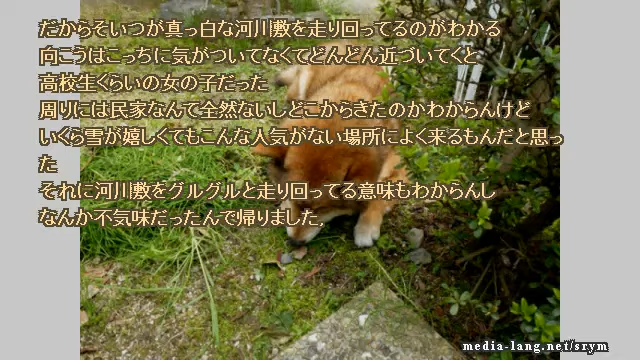 だからそいつが真っ白な河川敷を走り回ってるのがわかる
向こうはこっちに気がついてなくてどんどん近づいてくと
高校生くらいの女の子だった
周りには民家なんて全然ないしどこからきたのかわからんけど
いくら雪が嬉しくてもこんな人気がない場所によく来るもんだと思っ
た
それに河川敷をグルグルと走り回ってる意味もわからんし
なんか不気味だったんで帰りました,
media-lang.net/srym